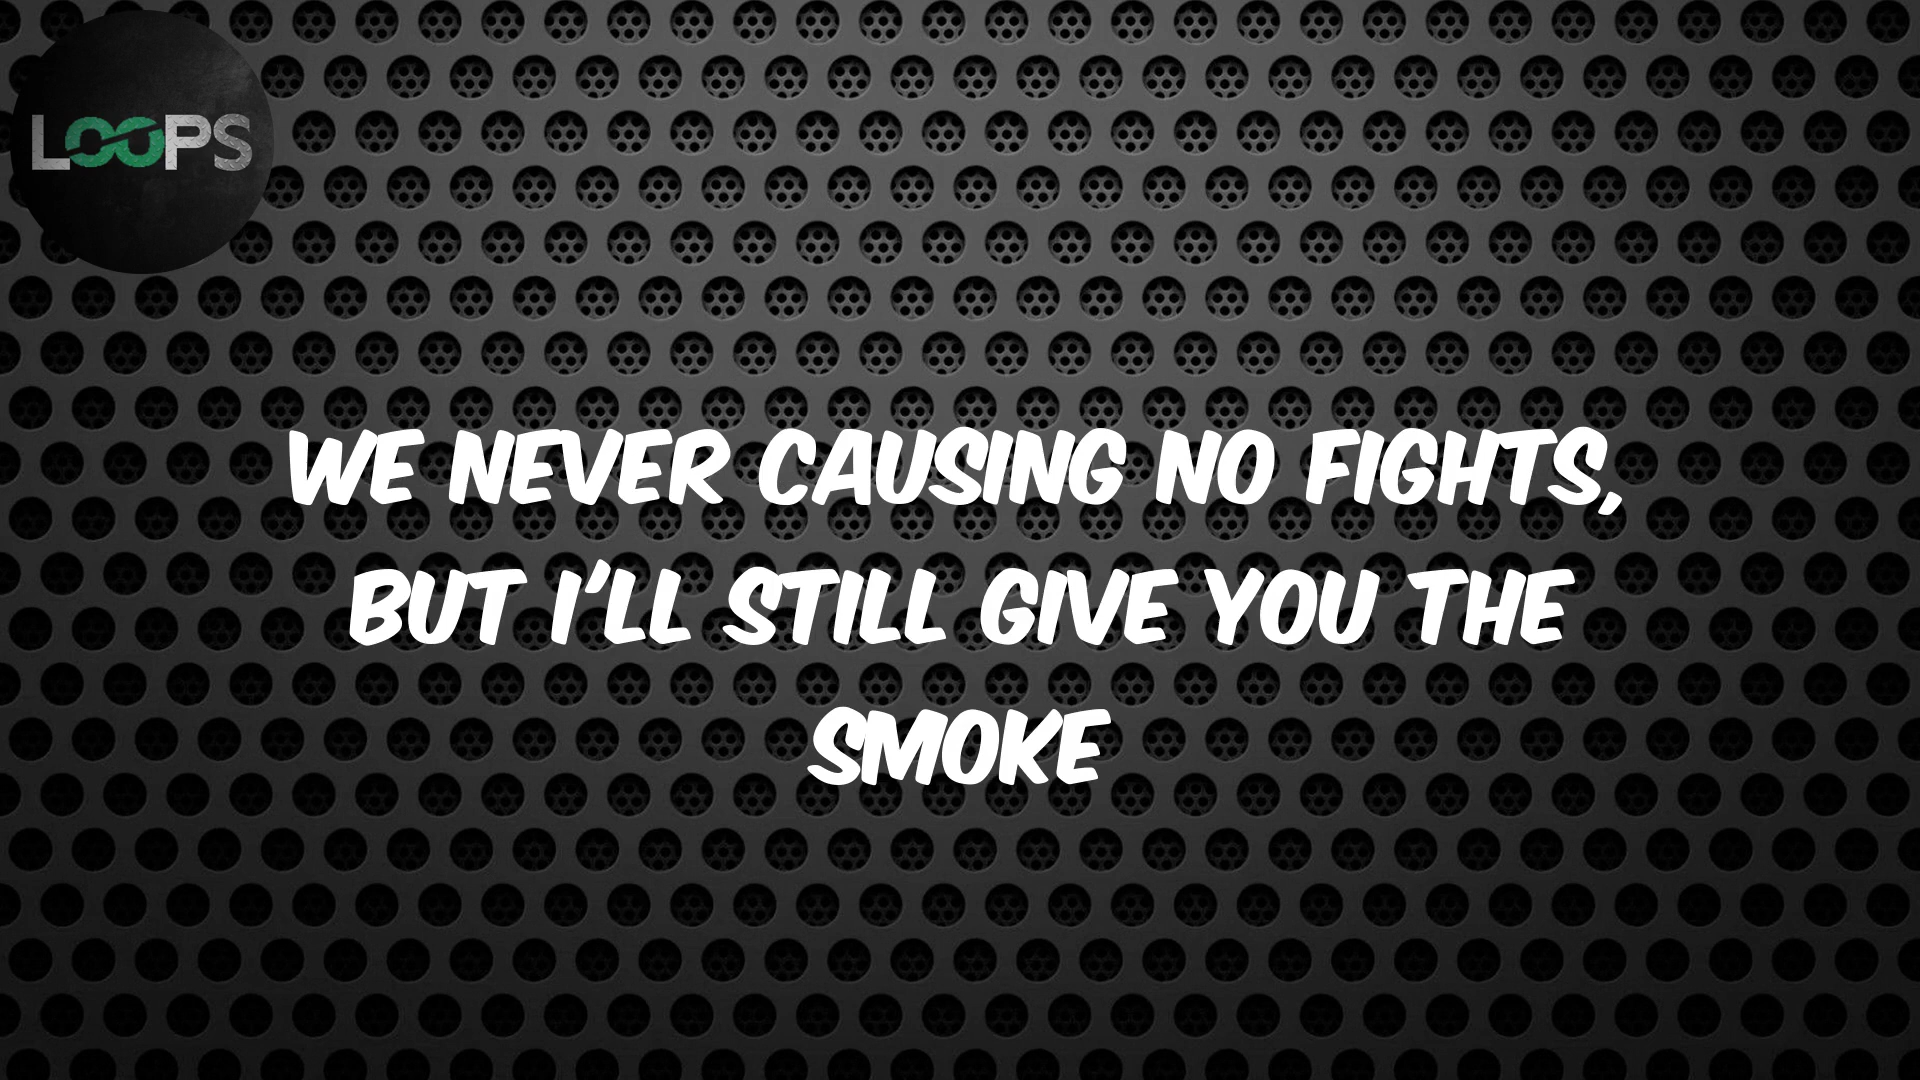 LOOPS
WE NEVER CAUSING NO FIGHTS,
BUT I'LL STILL GIVE YOU THE
SMOKE